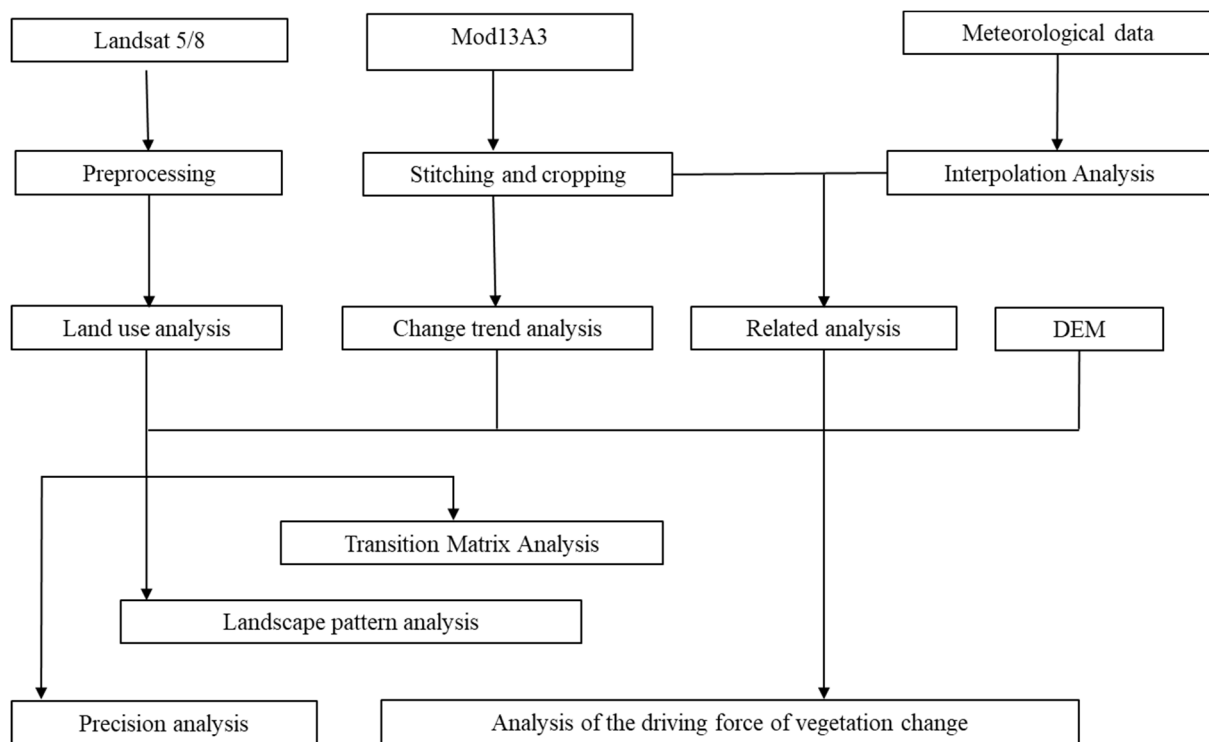 Landsat 5/8
Mod13A3
Meteorological data
Preprocessing
Stitching and cropping
Interpolation Analysis
Land use analysis
Change trend analysis
Related analysis
DEM
Transition Matrix Analysis
Landscape pattern analysis
Precision analysis
Analysis of the driving force of vegetation change